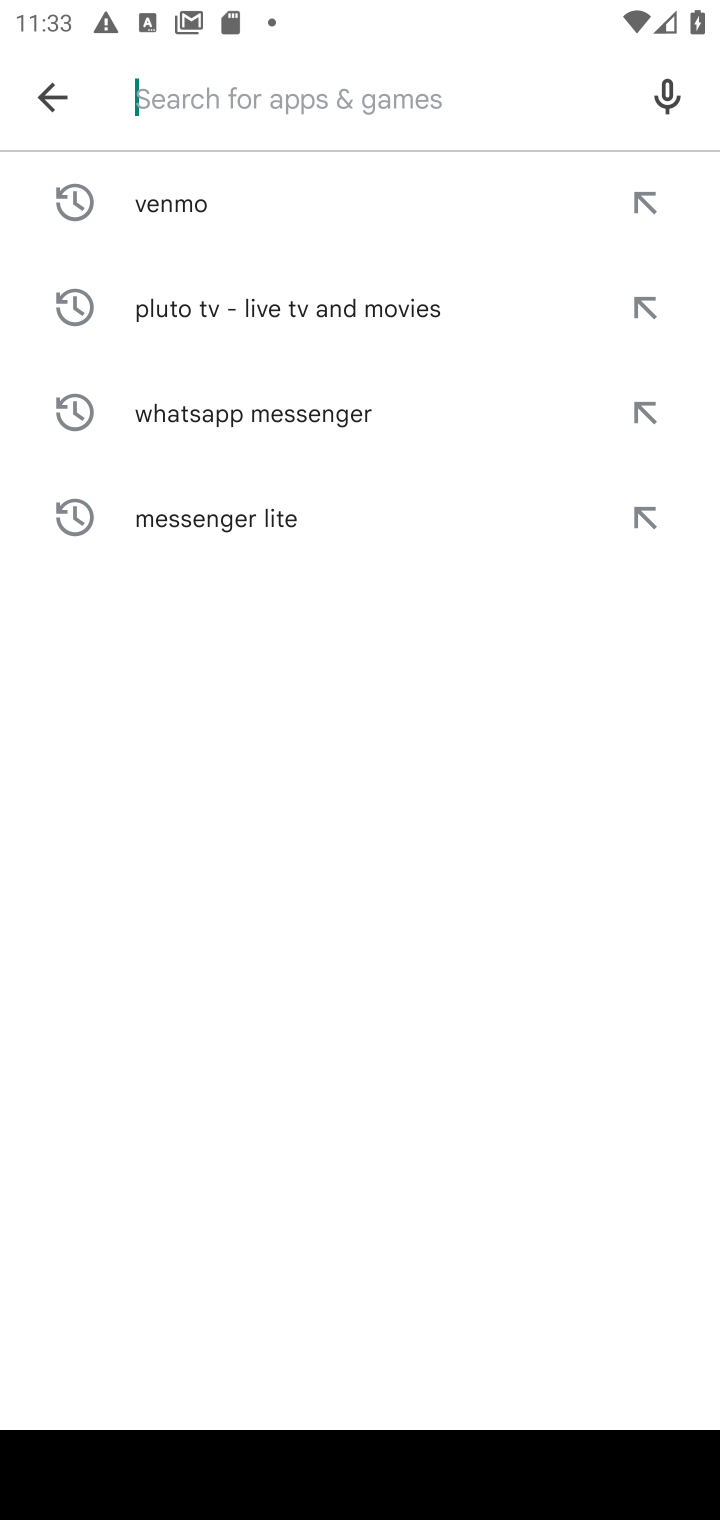 11:33
Search for apps & games
venmo
pluto tv - live tv and movies
whatsapp messenger
messenger lite